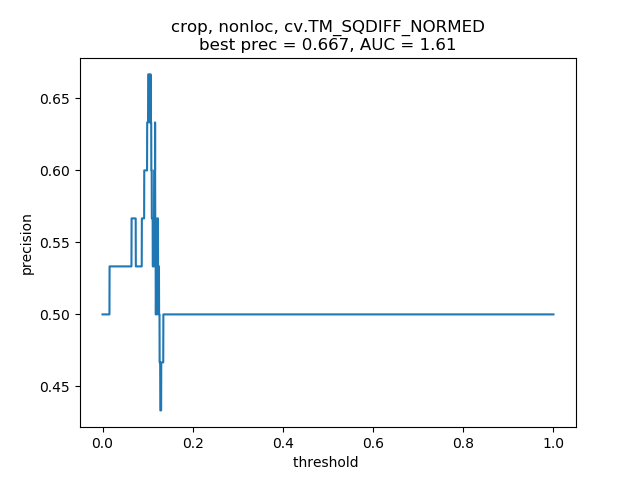 crop, nonloc, cv.TM_SQDIFF_NORMED
best prec = 0.667, AUC = 1.61
0.65
0.60
0.55
0.50
0.45
precision
0.0 0.2 0.4 0.6 0.8 1.0
threshold